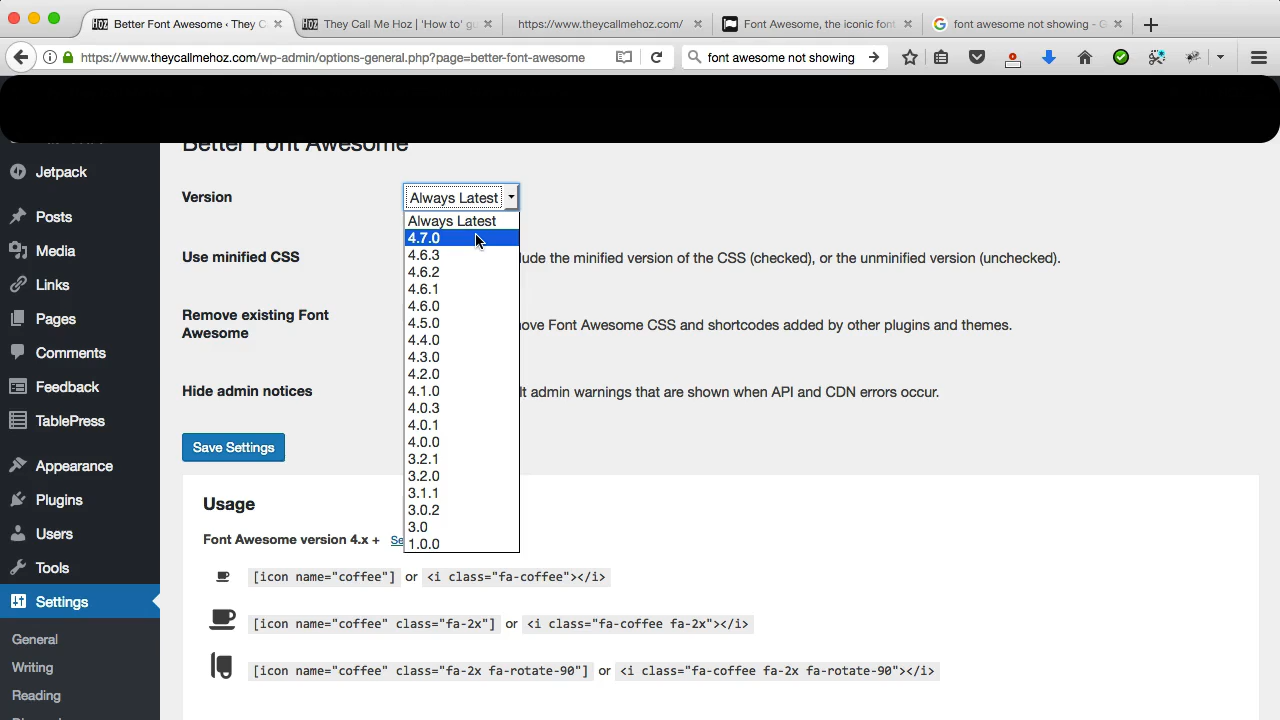 Better Font Awesome ‹ They C
They Call Me Hoz | 'How to' gu
https://www.theycallmehoz.com/
Font Awesome, the iconic font
font awesome not showing - G
https://www.theycallmehoz.com/wp-admin/options-general.php?page=better-font-awesome
font awesome not showing
Better Font Awesome
Jetpack
Posts
Media
Links
Pages
Comments
Feedback
TablePress
Appearance
Plugins
Users
Tools
Settings
General
Writing
Reading
Version
Always Latest
Always Latest
4.7.0
4.6.3
4.6.2
4.6.1
4.6.0
4.5.0
4.4.0
4.3.0
4.2.0
4.1.0
4.0.3
4.0.1
4.0.0
3.2.1
3.2.0
3.1.1
3.0.2
3.0
1.0.0
Use minified CSS
lude the minified version of the CSS (checked), or the unminified version (unchecked).
Remove existing Font
Awesome
ove Font Awesome CSS and shortcodes added by other plugins and themes.
Hide admin notices
lt admin warnings that are shown when API and CDN errors occur.
Save Settings
Usage
Font Awesome version 4.x + Se
[icon name="coffee"] or <i class="fa-coffee"></i>
[icon name="coffee" class="fa-2x"] or <i class="fa-coffee fa-2x"></i>
[icon name="coffee" class="fa-2x fa-rotate-90"] or <i class="fa-coffee fa-2x fa-rotate-90"></i>